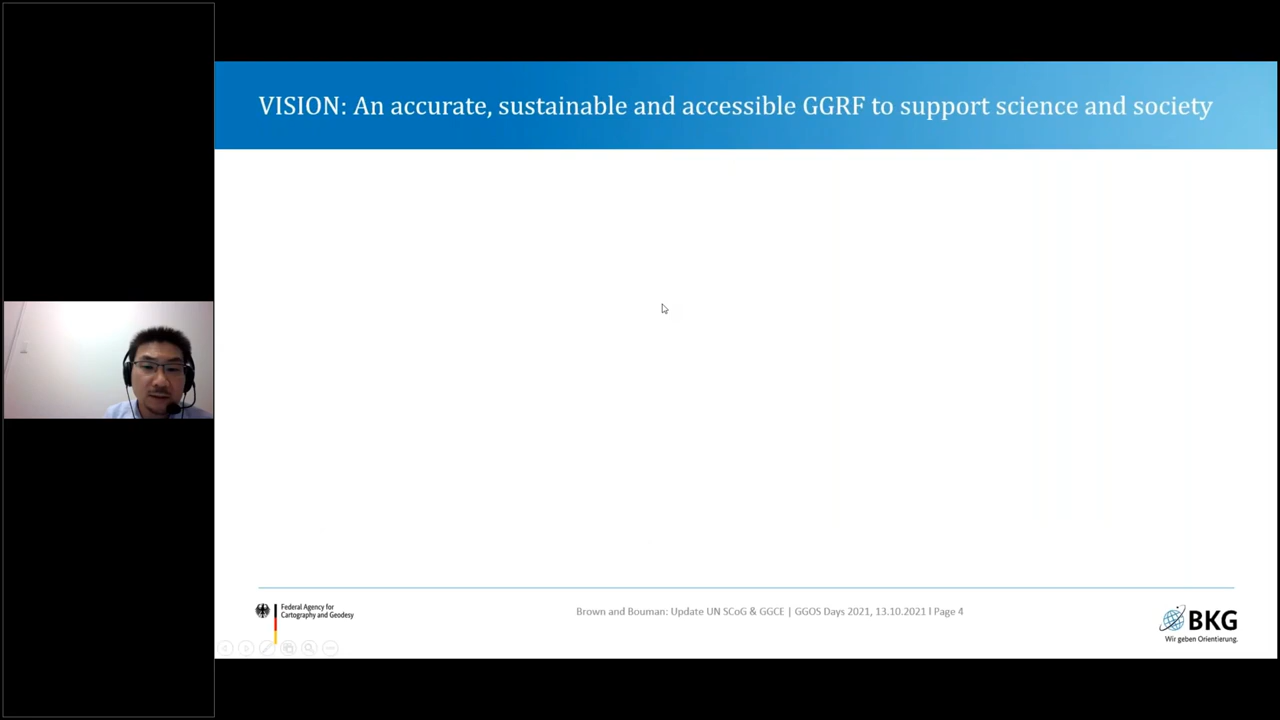 VISION: An accurate, sustainable and accessible GGRF to support science and society
Federal Agency for
Cartography and Geodesy
Brown and Bouman: Update UN SCoG & GGCE | GGOS Days 2021, 13.10.2021 I Page 4
BKG
Wir geben Orientierung.